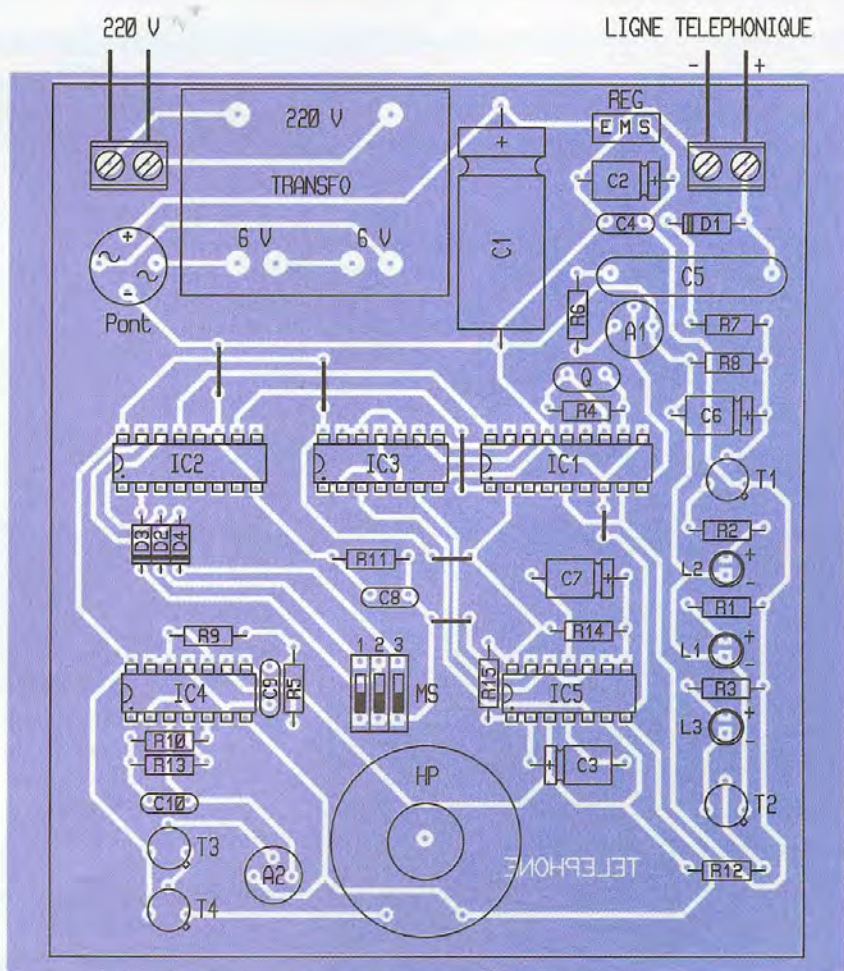 220 V
LIGNE TELEPHONIQUE
- +
220 V
REG
E M S
+
C2 +
TRANSFO
C4
D1
6 V
6 V
C1
+
~ ~
-
C5
Pont
R6
A1
R7
R8
Q
R4
C6 +
IC2
IC3
IC1
T1
D3
D2
D4
R2
R11
C7 +
L2 + -
C8
R1
R9
1 2 3
R14
L1 + -
IC4
C9
R5
MS
R15
IC5
R3
L3 + -
R10
R13
HP
+ C3
C10
T2
T3
A2
TELEPHONE
R12
T4